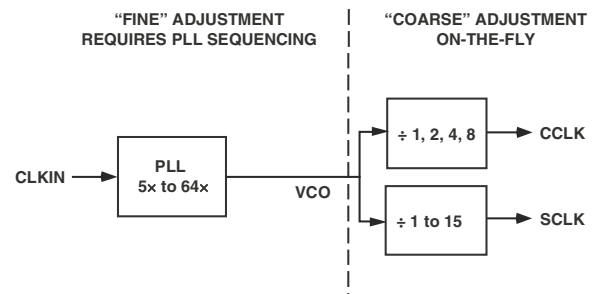 “FINE” ADJUSTMENT
REQUIRES PLL SEQUENCING
“COARSE” ADJUSTMENT
ON-THE-FLY
CLKIN
PLL
5× to 64×
VCO
÷ 1, 2, 4, 8
CCLK
÷ 1 to 15
SCLK